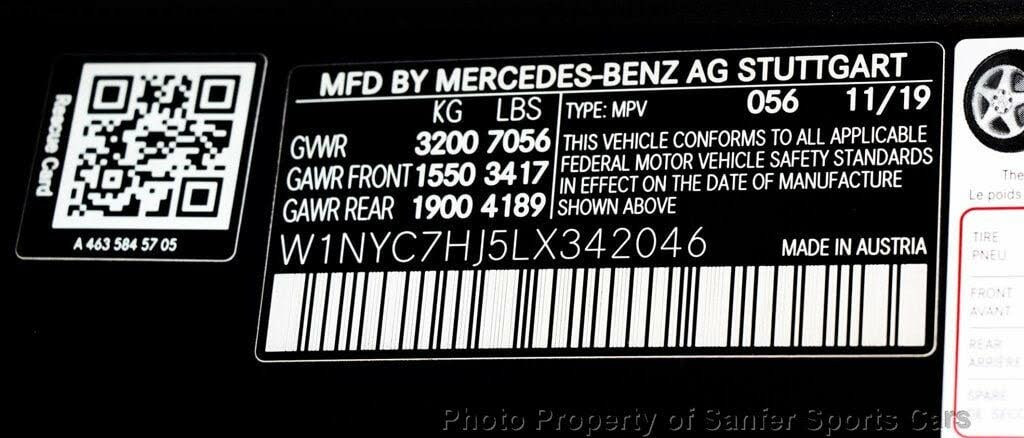 Rescue Card
A 463 584 57 05
MFD BY MERCEDES-BENZ AG STUTTGART
KG LBS
GVWR 3200 7056
GAWR FRONT 1550 3417
GAWR REAR 1900 4189
TYPE: MPV 056 11/19
THIS VEHICLE CONFORMS TO ALL APPLICABLE
FEDERAL MOTOR VEHICLE SAFETY STANDARDS
IN EFFECT ON THE DATE OF MANUFACTURE
SHOWN ABOVE
W1NYC7HJ5LX342046 MADE IN AUSTRIA
The
Le poids
TIRE
PNEU
FRONT
AVANT
REAR
ARRIÈRE
SPARE
DE SECO
Photo Property of Sanfer Sports Cars